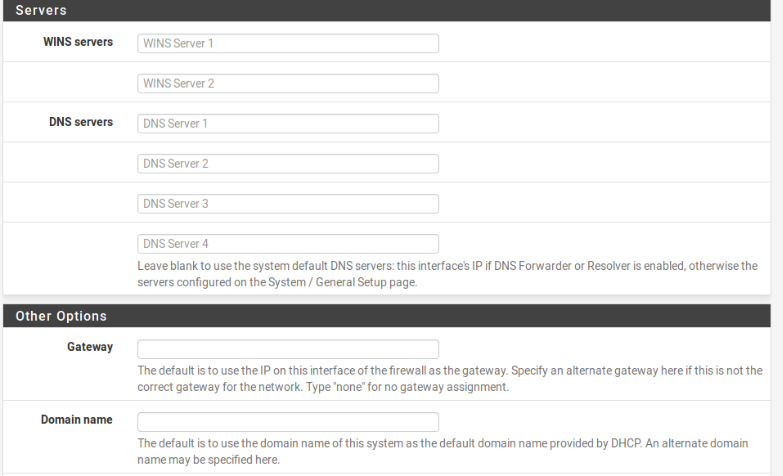 Servers
WINS servers
WINS Server 1
WINS Server 2
DNS servers
DNS Server 1
DNS Server 2
DNS Server 3
DNS Server 4
Leave blank to use the system default DNS servers: this interface's IP if DNS Forwarder or Resolver is enabled, otherwise the
servers configured on the System / General Setup page.
Other Options
Gateway
The default is to use the IP on this interface of the firewall as the gateway. Specify an alternate gateway here if this is not the
correct gateway for the network. Type "none" for no gateway assignment.
Domain name
The default is to use the domain name of this system as the default domain name provided by DHCP. An alternate domain
name may be specified here.